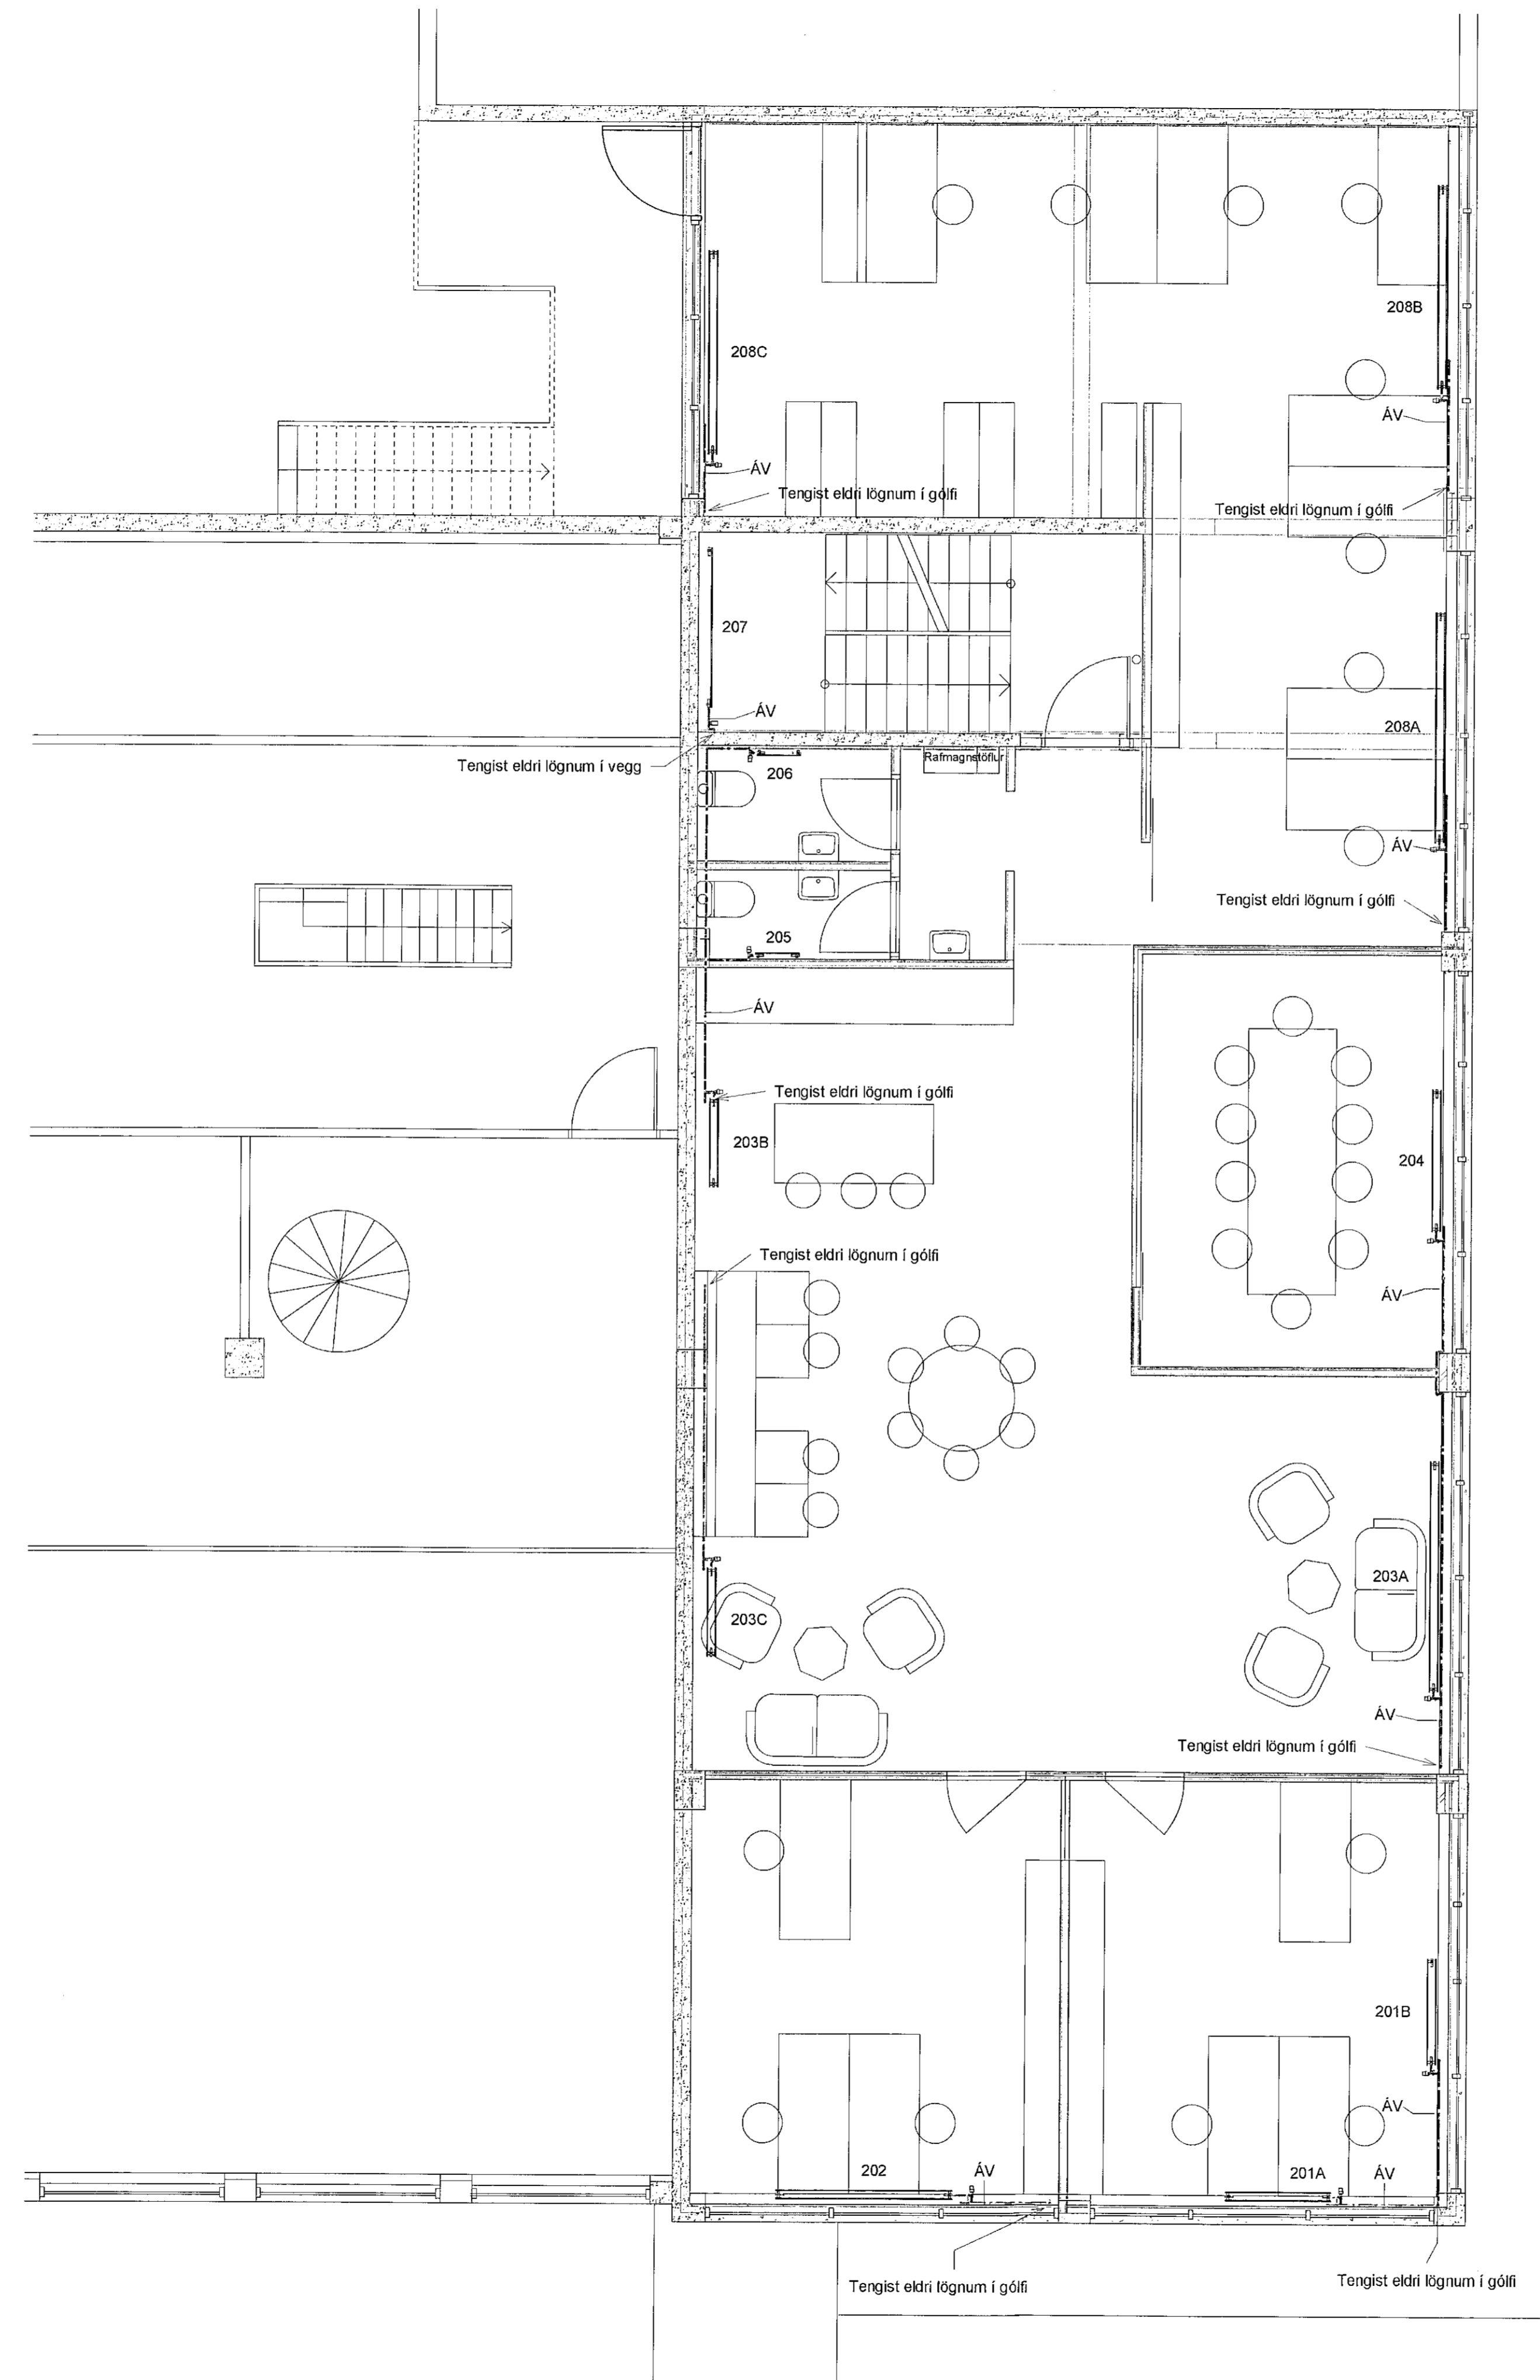 208B
208C
ÁV
ÁV
Tengist eldri lögnum í gólfi
Tengist eldri lögnum í gólfi
207
ÁV
208A
Rafmagnstöflur
Tengist eldri lögnum í vegg
206
ÁV
Tengist eldri lögnum í gólfi
205
ÁV
Tengist eldri lögnum í gólfi
203B
204
Tengist eldri lögnum í gólfi
ÁV
203A
203C
ÁV
Tengist eldri lögnum í gólfi
201B
ÁV
202
ÁV
201A
ÁV
Tengist eldri lögnum í gólfi
Tengist eldri lögnum í gólfi